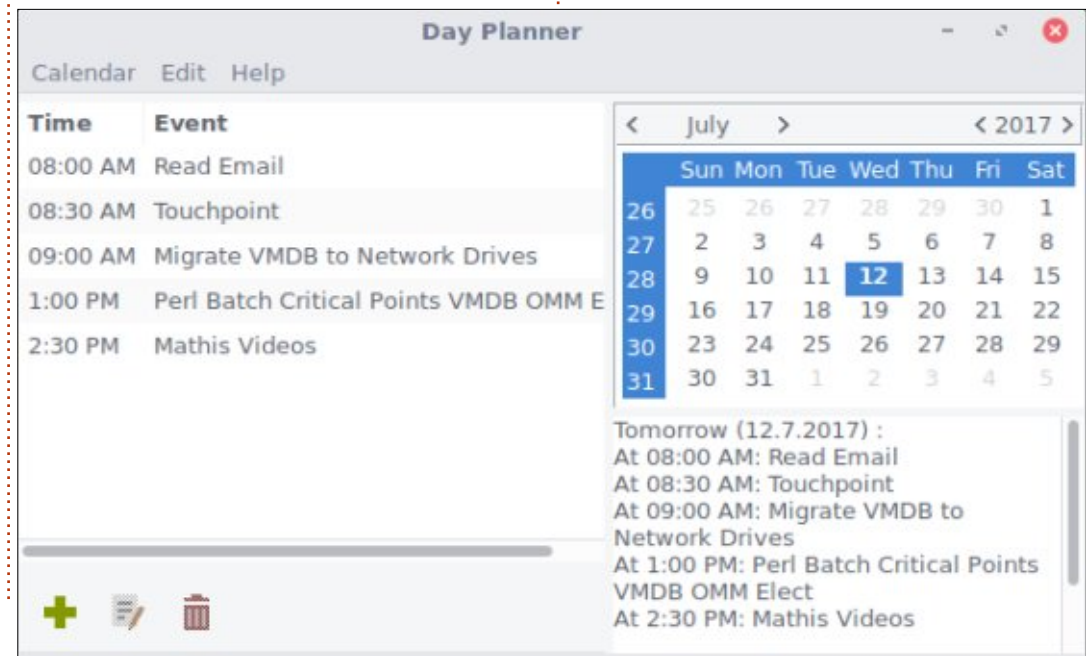 Day Planner
Calendar Edit Help
Time Event
08:00 AM Read Email
08:30 AM Touchpoint
09:00 AM Migrate VMDB to Network Drives
1:00 PM Perl Batch Critical Points VMDB OMM E
2:30 PM Mathis Videos
< July > < 2017 >
Sun Mon Tue Wed Thu Fri Sat
26 25 26 27 28 29 30 1
27 2 3 4 5 6 7 8
28 9 10 11 12 13 14 15
29 16 17 18 19 20 21 22
30 23 24 25 26 27 28 29
31 30 31 1 2 3 4 5
Tomorrow (12.7.2017) :
At 08:00 AM: Read Email
At 08:30 AM: Touchpoint
At 09:00 AM: Migrate VMDB to
Network Drives
At 1:00 PM: Perl Batch Critical Points
VMDB OMM Elect
At 2:30 PM: Mathis Videos